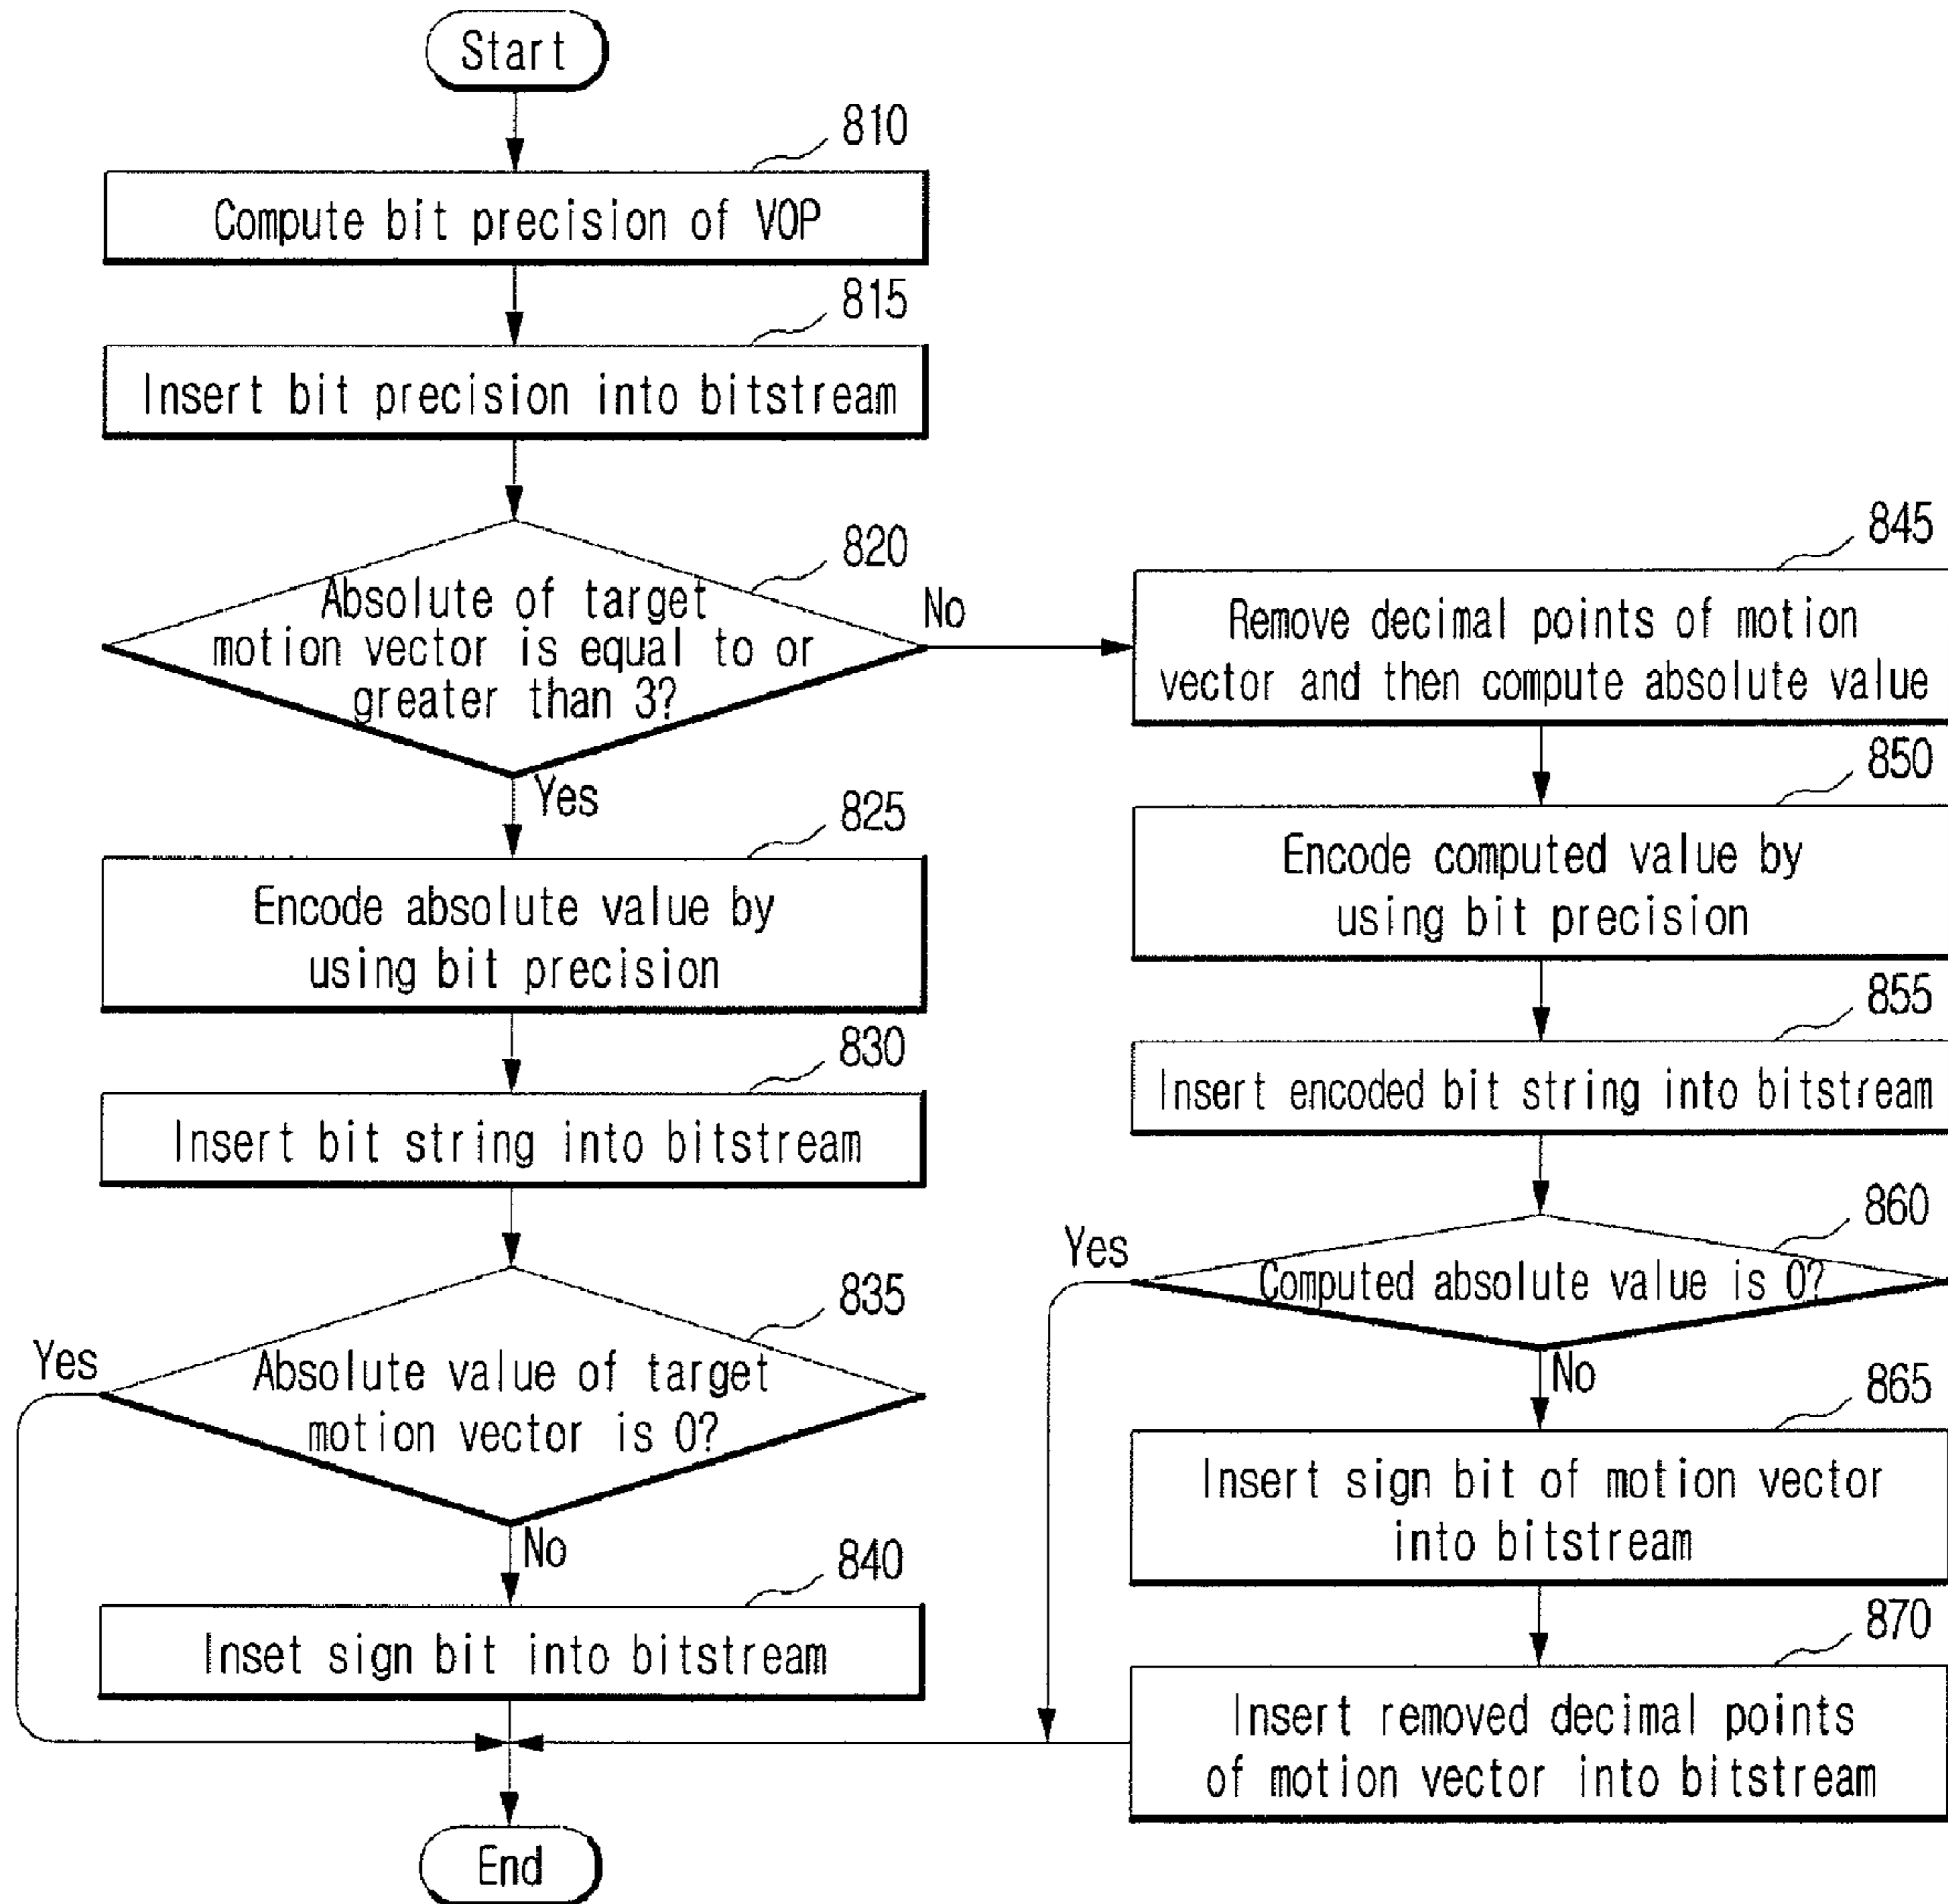 Start
810
Compute bit precision of VOP
815
Insert bit precision into bitstream
820
Absolute of target
motion vector is equal to or
greater than 3?
No
Yes
825
Encode absolute value by
using bit precision
830
Insert bit string into bitstream
835
Yes
Absolute value of target
motion vector is 0?
No
840
Inset sign bit into bitstream
End
845
Remove decimal points of motion
vector and then compute absolute value
850
Encode computed value by
using bit precision
855
Insert encoded bit string into bitstream
860
Yes
Computed absolute value is 0?
No
865
Insert sign bit of motion vector
into bitstream
870
Insert removed decimal points
of motion vector into bitstream